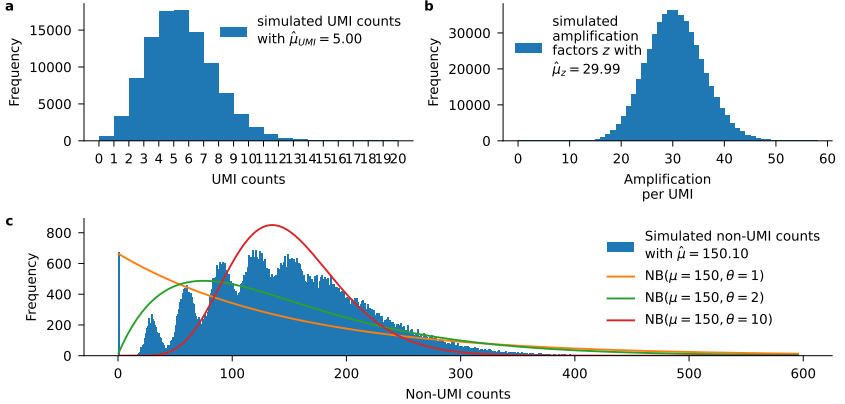 a
simulated UMI counts
with μ̂_UMI = 5.00
Frequency
15000
10000
5000
0
0 1 2 3 4 5 6 7 8 9 10 11 12 13 14 15 16 17 18 19 20
UMI counts
b
simulated
amplification
factors z with
μ̂_z = 29.99
Frequency
30000
20000
10000
0
0 10 20 30 40 50 60
Amplification
per UMI
c
Simulated non-UMI counts
with μ̂ = 150.10
NB(μ = 150, θ = 1)
NB(μ = 150, θ = 2)
NB(μ = 150, θ = 10)
Frequency
800
600
400
200
0
0 100 200 300 400 500 600
Non-UMI counts